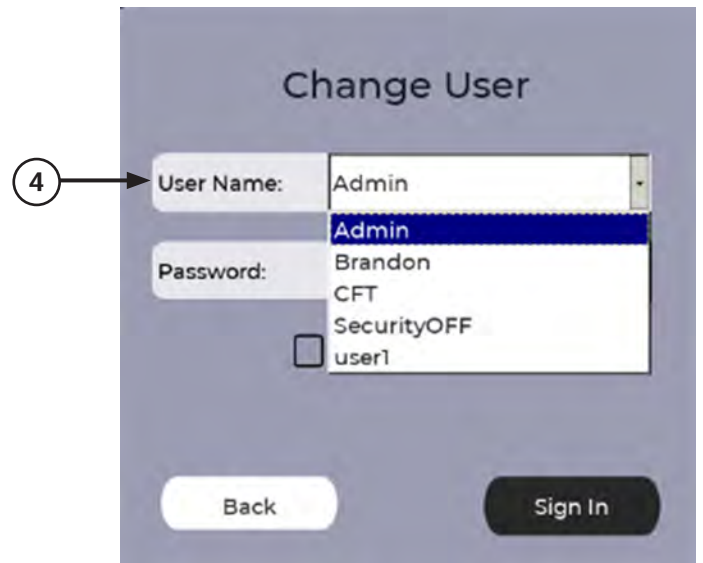 Change User
4
User Name:
Admin
Admin
Brandon
Password:
CFT
SecurityOFF
user1
Back
Sign In